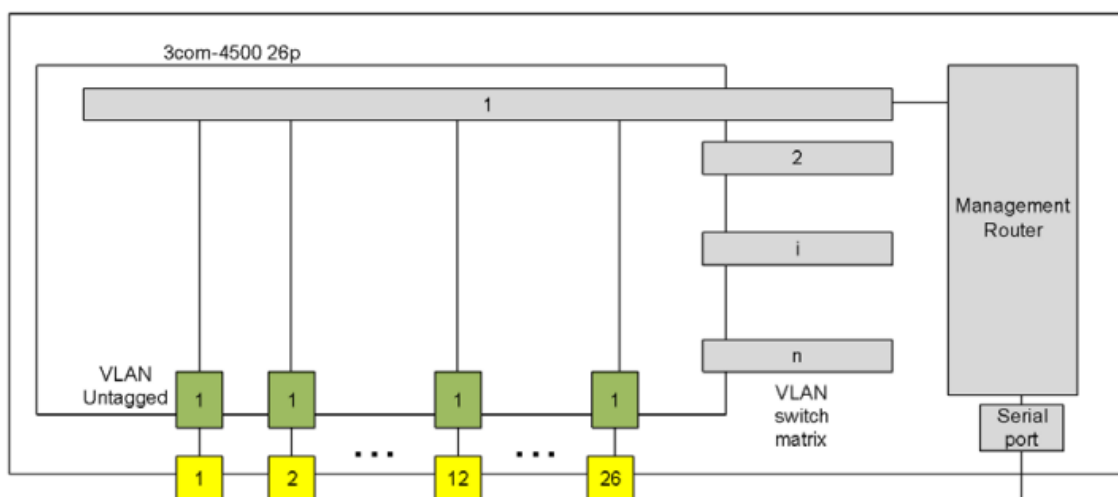 3com-4500 26p
1
2
Management
Router
i
n
VLAN
Untagged
1
1
1
1
VLAN
switch
matrix
Serial
port
...
...
1
2
12
26